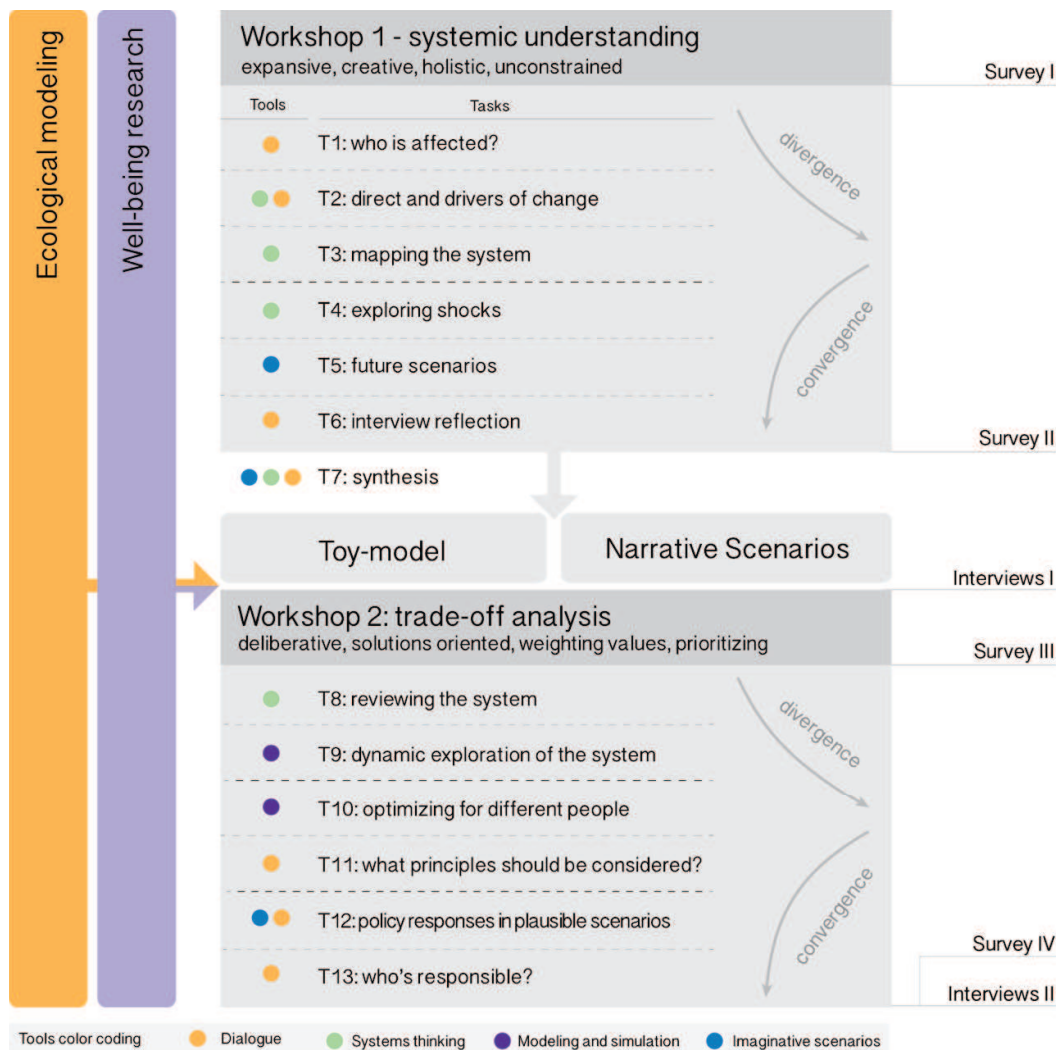 Ecological modeling
Well-being research
Workshop 1 - systemic understanding
expansive, creative, holistic, unconstrained
Survey I
Tools
Tasks
T1: who is affected?
T2: direct and drivers of change
T3: mapping the system
T4: exploring shocks
T5: future scenarios
T6: interview reflection
divergence
convergence
Survey II
T7: synthesis
Toy-model
Narrative Scenarios
Interviews I
Workshop 2: trade-off analysis
deliberative, solutions oriented, weighting values, prioritizing
Survey III
T8: reviewing the system
T9: dynamic exploration of the system
T10: optimizing for different people
T11: what principles should be considered?
T12: policy responses in plausible scenarios
T13: who's responsible?
divergence
convergence
Survey IV
Interviews II
Tools color coding
Dialogue
Systems thinking
Modeling and simulation
Imaginative scenarios